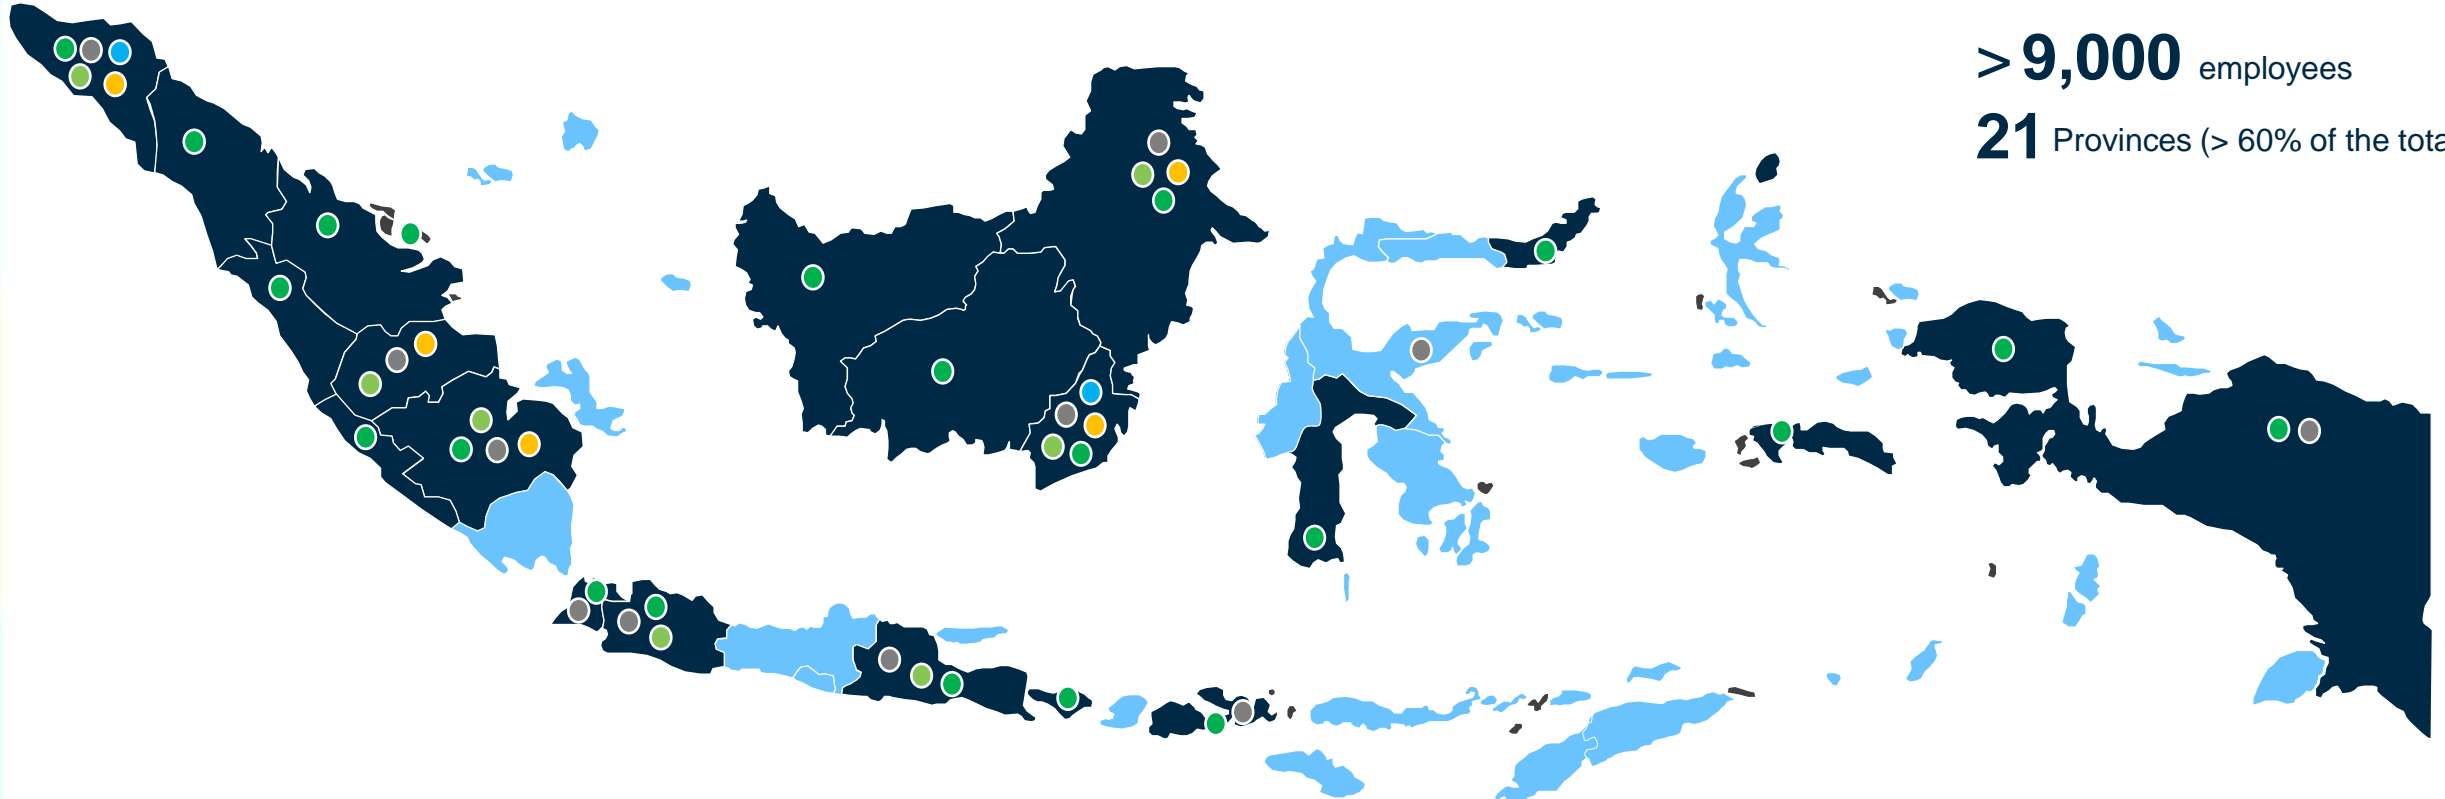 > 9,000 employees
21 Provinces (> 60% of the tota